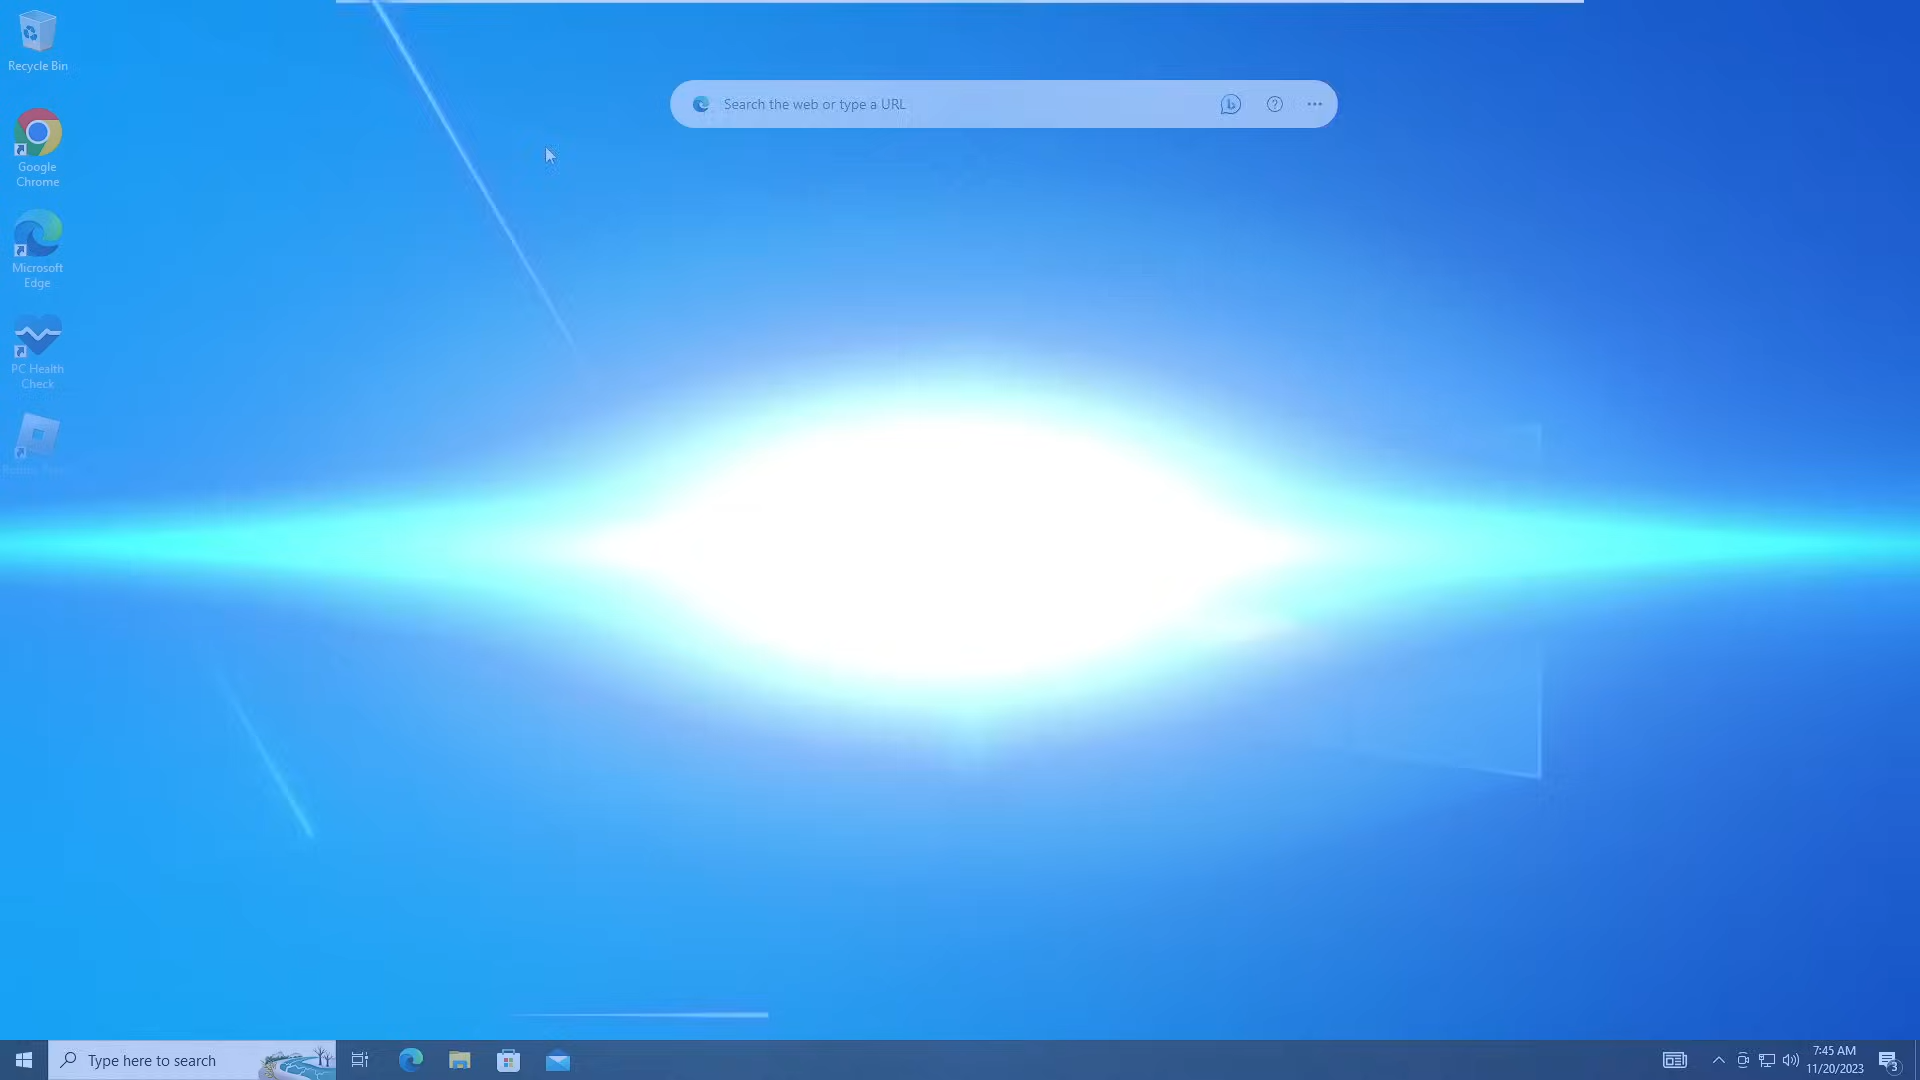 Recycle Bin
Search the web or type a URL
Google
Chrome
Microsoft
Edge
PC Health
Check
Type here to search
7:45 AM
11/20/2023
3